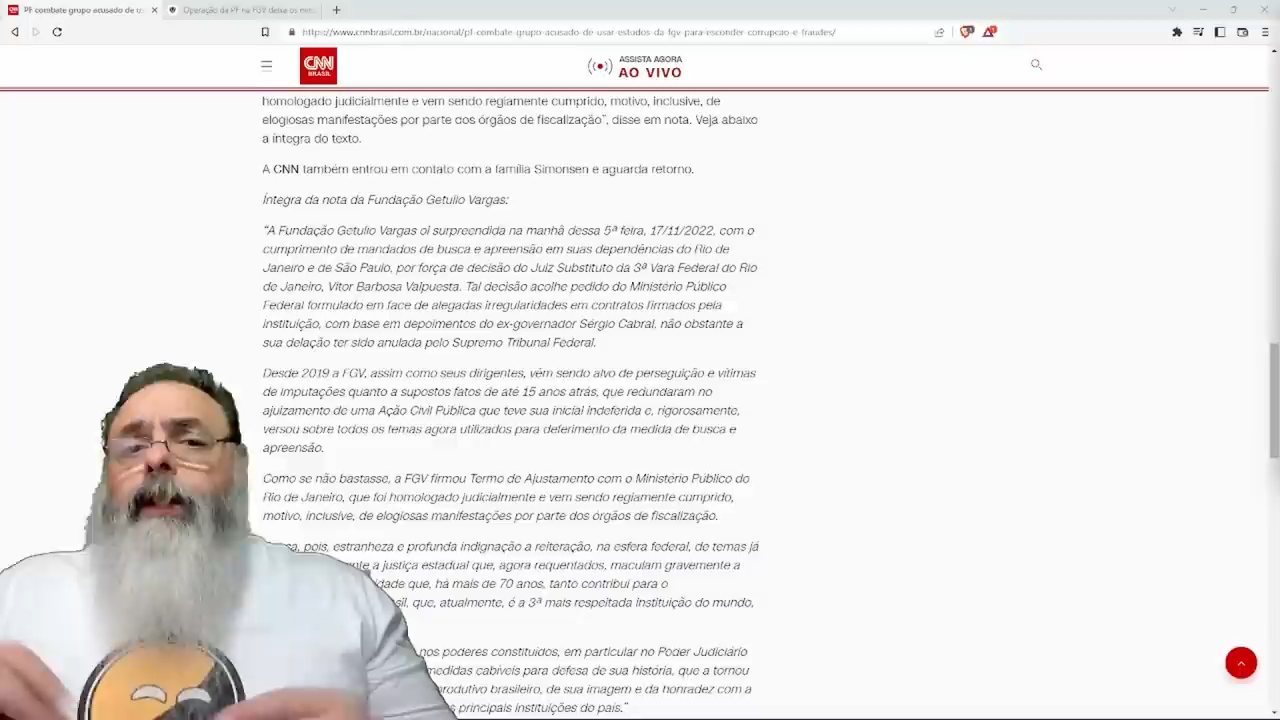 PF combate grupo acusado de us
Operação da PF na FGV deixa os min
https://www.cnnbrasil.com.br/nacional/pf-combate-grupo-acusado-de-usar-estudos-da-fgv-para-esconder-corrupcao-e-fraudes/
CNN
BRASIL
ASSISTA AGORA
AO VIVO
homologado judicialmente e vem sendo regiamente cumprido, motivo, inclusive, de
elogiosas manifestações por parte dos órgãos de fiscalização”, disse em nota. Veja abaixo
a íntegra do texto.
A CNN também entrou em contato com a família Simonsen e aguarda retorno.
Íntegra da nota da Fundação Getulio Vargas:
“A Fundação Getulio Vargas oi surpreendida na manhã dessa 5ª feira, 17/11/2022, com o
cumprimento de mandados de busca e apreensão em suas dependências do Rio de
Janeiro e de São Paulo, por força de decisão do Juiz Substituto da 3ª Vara Federal do Rio
de Janeiro, Vitor Barbosa Valpuesta. Tal decisão acolhe pedido do Ministério Público
Federal formulado em face de alegadas irregularidades em contratos firmados pela
instituição, com base em depoimentos do ex-governador Sérgio Cabral, não obstante a
sua delação ter sido anulada pelo Supremo Tribunal Federal.
Desde 2019 a FGV, assim como seus dirigentes, vêm sendo alvo de perseguição e vítimas
de imputações quanto a supostos fatos de até 15 anos atrás, que redundaram no
ajuizamento de uma Ação Civil Pública que teve sua inicial indeferida e, rigorosamente,
versou sobre todos os temas agora utilizados para deferimento da medida de busca e
apreensão.
Como se não bastasse, a FGV firmou Termo de Ajustamento com o Ministério Público do
Rio de Janeiro, que foi homologado judicialmente e vem sendo regiamente cumprido,
motivo, inclusive, de elogiosas manifestações por parte dos órgãos de fiscalização.
pois, estranheza e profunda indignação a reiteração, na esfera federal, de temas já
a justiça estadual que, agora requentados, maculam gravemente a
que, há mais de 70 anos, tanto contribui para o
que, atualmente, é a 3ª mais respeitada instituição do mundo,
nos poderes constituídos, em particular no Poder Judiciário
medidas cabíveis para defesa de sua história, que a tornou
produtivo brasileiro, de sua imagem e da honradez com a
principais instituições do país.”